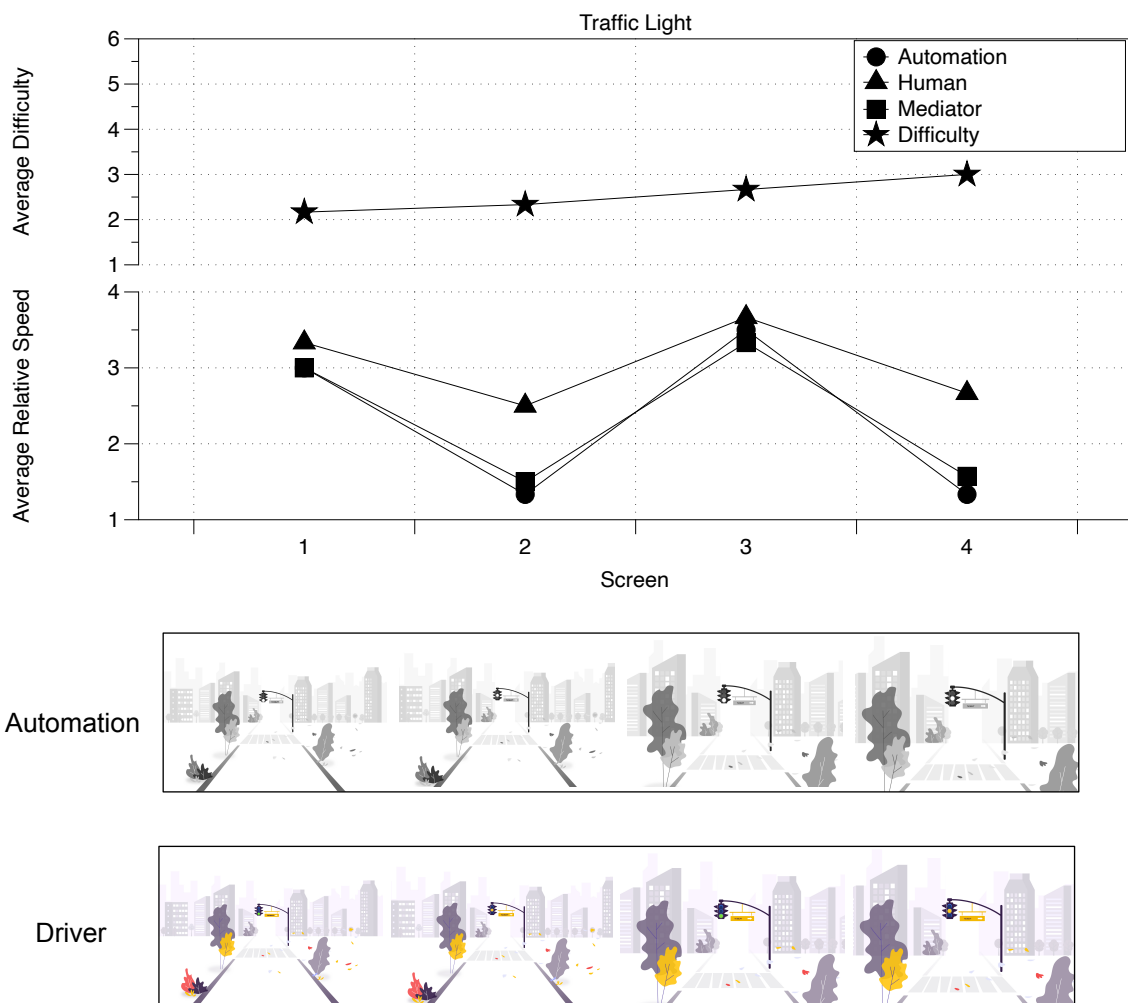 Traffic Light
Automation
Human
Mediator
Difficulty
Average Difficulty
6
5
4
3
2
1
Average Relative Speed
4
3
2
1
1 2 3 4
Screen
Automation
Driver